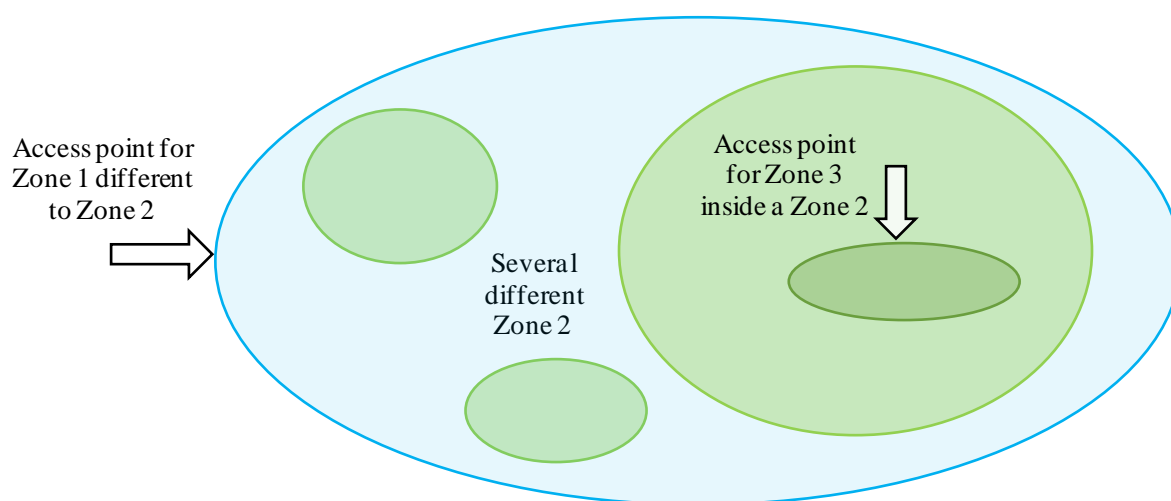 Access point for
Zone 1 different
to Zone 2
Several
different
Zone 2
Access point
for Zone 3
inside a Zone 2